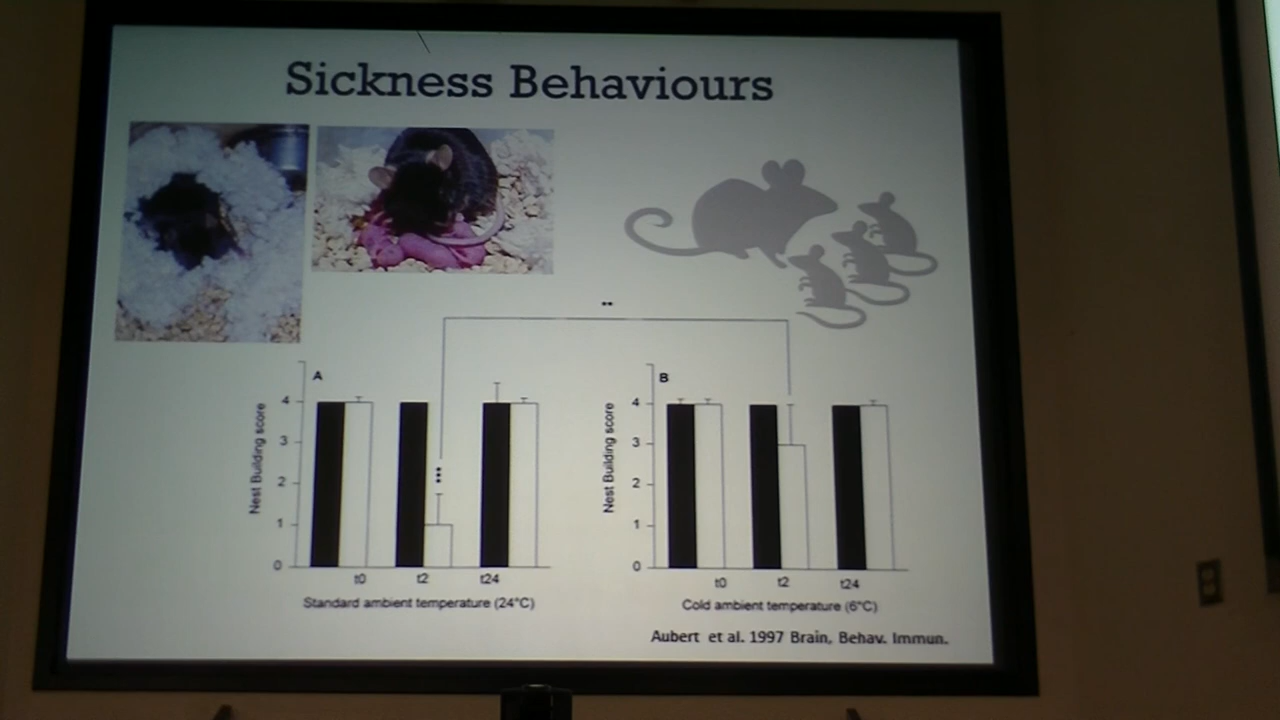 Sickness Behaviours
**
A
Nest Building score
4
3
2
1
0
***
t0 t2 t24
Standard ambient temperature (24°C)
B
Nest Building score
4
3
2
1
0
t0 t2 t24
Cold ambient temperature (6°C)
Aubert et al. 1997 Brain, Behav. Immun.